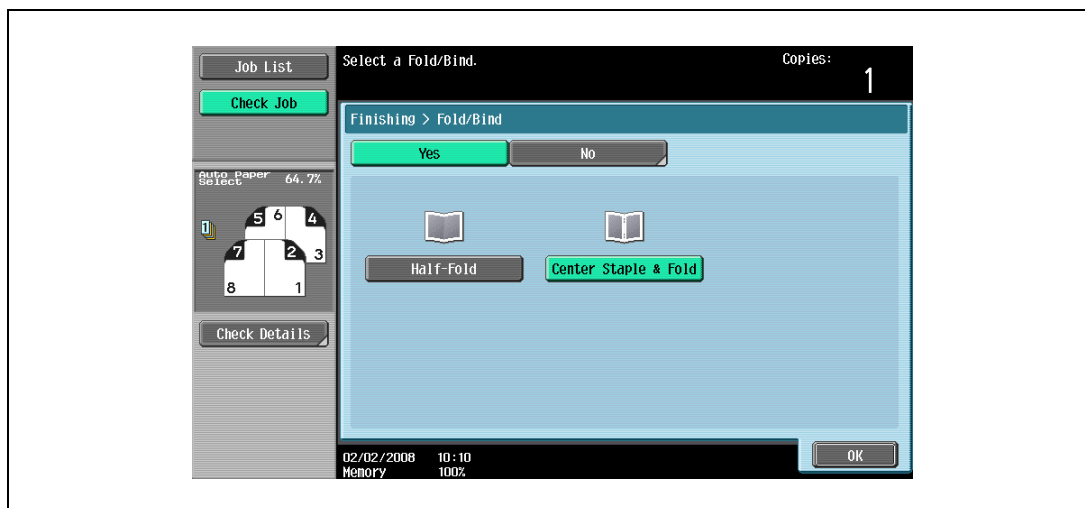 Job List
Check Job
Auto Paper
Select 64.7%
1
5 6 4
7 2 3
8 1
Check Details
Select a Fold/Bind.
Copies:
1
Finishing > Fold/Bind
Yes No
Half-Fold Center Staple & Fold
02/02/2008 10:10
Memory 100%
OK